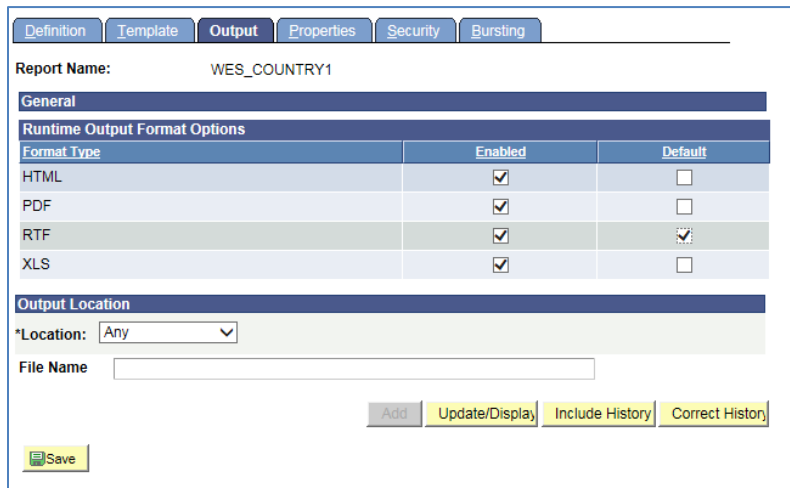 Definition Template Output Properties Security Bursting
Report Name: WES_COUNTRY1
General
Runtime Output Format Options
Format Type Enabled Default
HTML
PDF
RTF
XLS
Output Location
*Location: Any
File Name
Add Update/Display Include History Correct History
Save